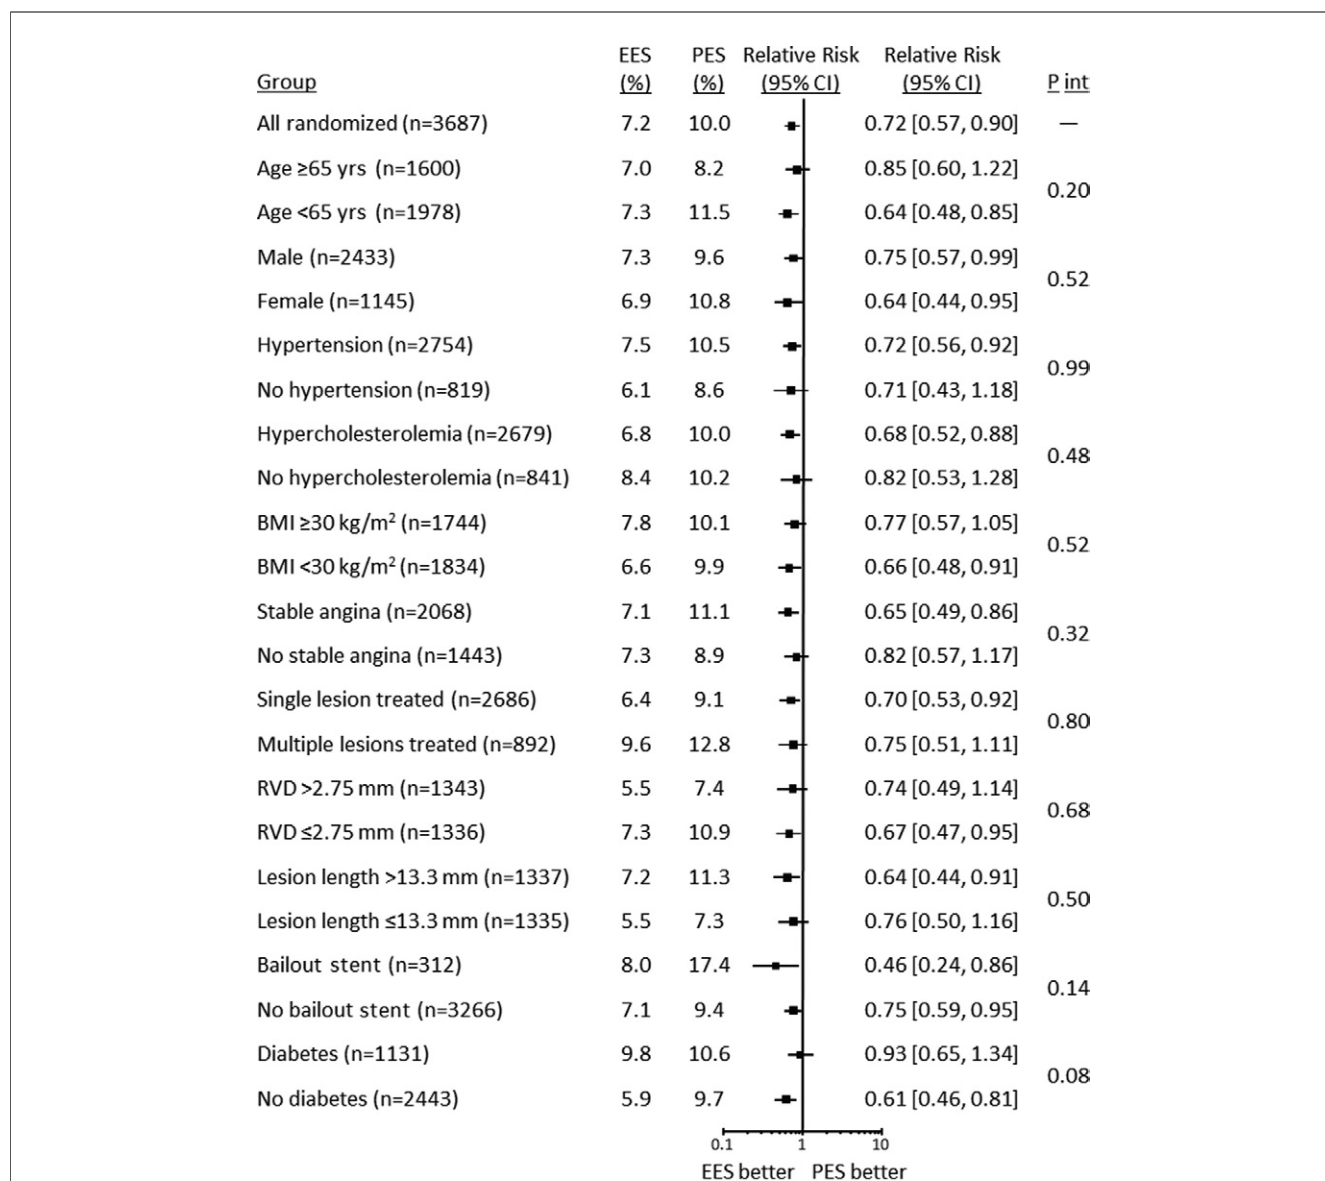 EES PES Relative Risk Relative Risk
Group (%) (%) (95% CI) (95% CI) P int
All randomized (n=3687) 7.2 10.0 0.72 [0.57, 0.90] —
Age ≥65 yrs (n=1600) 7.0 8.2 0.85 [0.60, 1.22]
0.20
Age <65 yrs (n=1978) 7.3 11.5 0.64 [0.48, 0.85]
Male (n=2433) 7.3 9.6 0.75 [0.57, 0.99]
0.52
Female (n=1145) 6.9 10.8 0.64 [0.44, 0.95]
Hypertension (n=2754) 7.5 10.5 0.72 [0.56, 0.92]
0.99
No hypertension (n=819) 6.1 8.6 0.71 [0.43, 1.18]
Hypercholesterolemia (n=2679) 6.8 10.0 0.68 [0.52, 0.88]
0.48
No hypercholesterolemia (n=841) 8.4 10.2 0.82 [0.53, 1.28]
BMI ≥30 kg/m² (n=1744) 7.8 10.1 0.77 [0.57, 1.05]
0.52
BMI <30 kg/m² (n=1834) 6.6 9.9 0.66 [0.48, 0.91]
Stable angina (n=2068) 7.1 11.1 0.65 [0.49, 0.86]
0.32
No stable angina (n=1443) 7.3 8.9 0.82 [0.57, 1.17]
Single lesion treated (n=2686) 6.4 9.1 0.70 [0.53, 0.92]
0.80
Multiple lesions treated (n=892) 9.6 12.8 0.75 [0.51, 1.11]
RVD >2.75 mm (n=1343) 5.5 7.4 0.74 [0.49, 1.14]
0.68
RVD ≤2.75 mm (n=1336) 7.3 10.9 0.67 [0.47, 0.95]
Lesion length >13.3 mm (n=1337) 7.2 11.3 0.64 [0.44, 0.91]
0.50
Lesion length ≤13.3 mm (n=1335) 5.5 7.3 0.76 [0.50, 1.16]
Bailout stent (n=312) 8.0 17.4 0.46 [0.24, 0.86]
0.14
No bailout stent (n=3266) 7.1 9.4 0.75 [0.59, 0.95]
Diabetes (n=1131) 9.8 10.6 0.93 [0.65, 1.34]
0.08
No diabetes (n=2443) 5.9 9.7 0.61 [0.46, 0.81]
0.1 1 10
EES better PES better